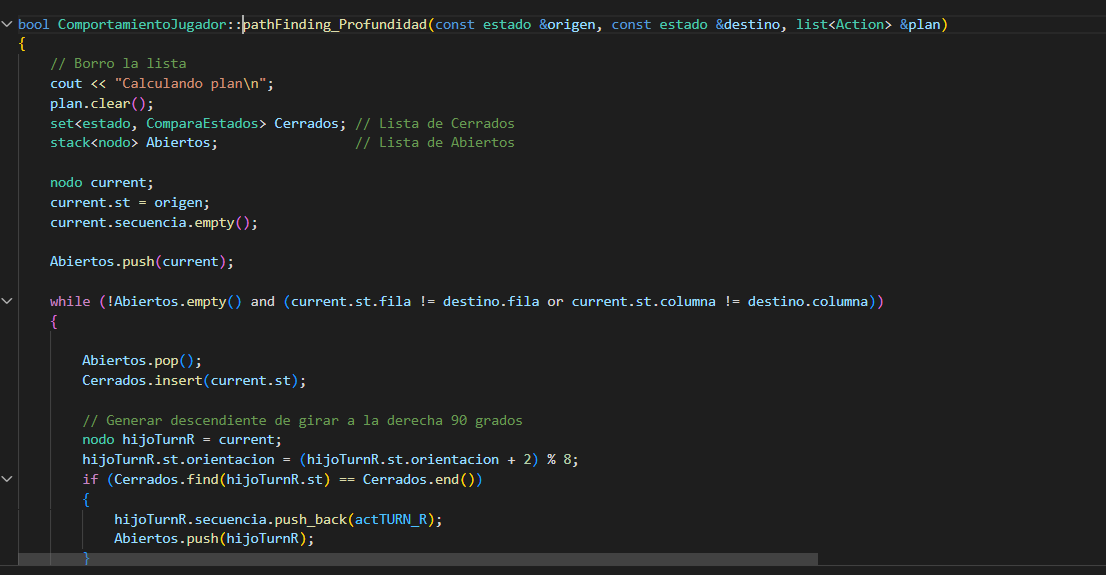 bool ComportamientoJugador::pathFinding_Profundidad(const estado &origen, const estado &destino, list<Action> &plan)
{
    // Borro la lista
    cout << "Calculando plan\n";
    plan.clear();
    set<estado, ComparaEstados> Cerrados; // Lista de Cerrados
    stack<nodo> Abiertos;                 // Lista de Abiertos

    nodo current;
    current.st = origen;
    current.secuencia.empty();

    Abiertos.push(current);

    while (!Abiertos.empty() and (current.st.fila != destino.fila or current.st.columna != destino.columna))
    {

        Abiertos.pop();
        Cerrados.insert(current.st);

        // Generar descendiente de girar a la derecha 90 grados
        nodo hijoTurnR = current;
        hijoTurnR.st.orientacion = (hijoTurnR.st.orientacion + 2) % 8;
        if (Cerrados.find(hijoTurnR.st) == Cerrados.end())
        {
            hijoTurnR.secuencia.push_back(actTURN_R);
            Abiertos.push(hijoTurnR);
        }